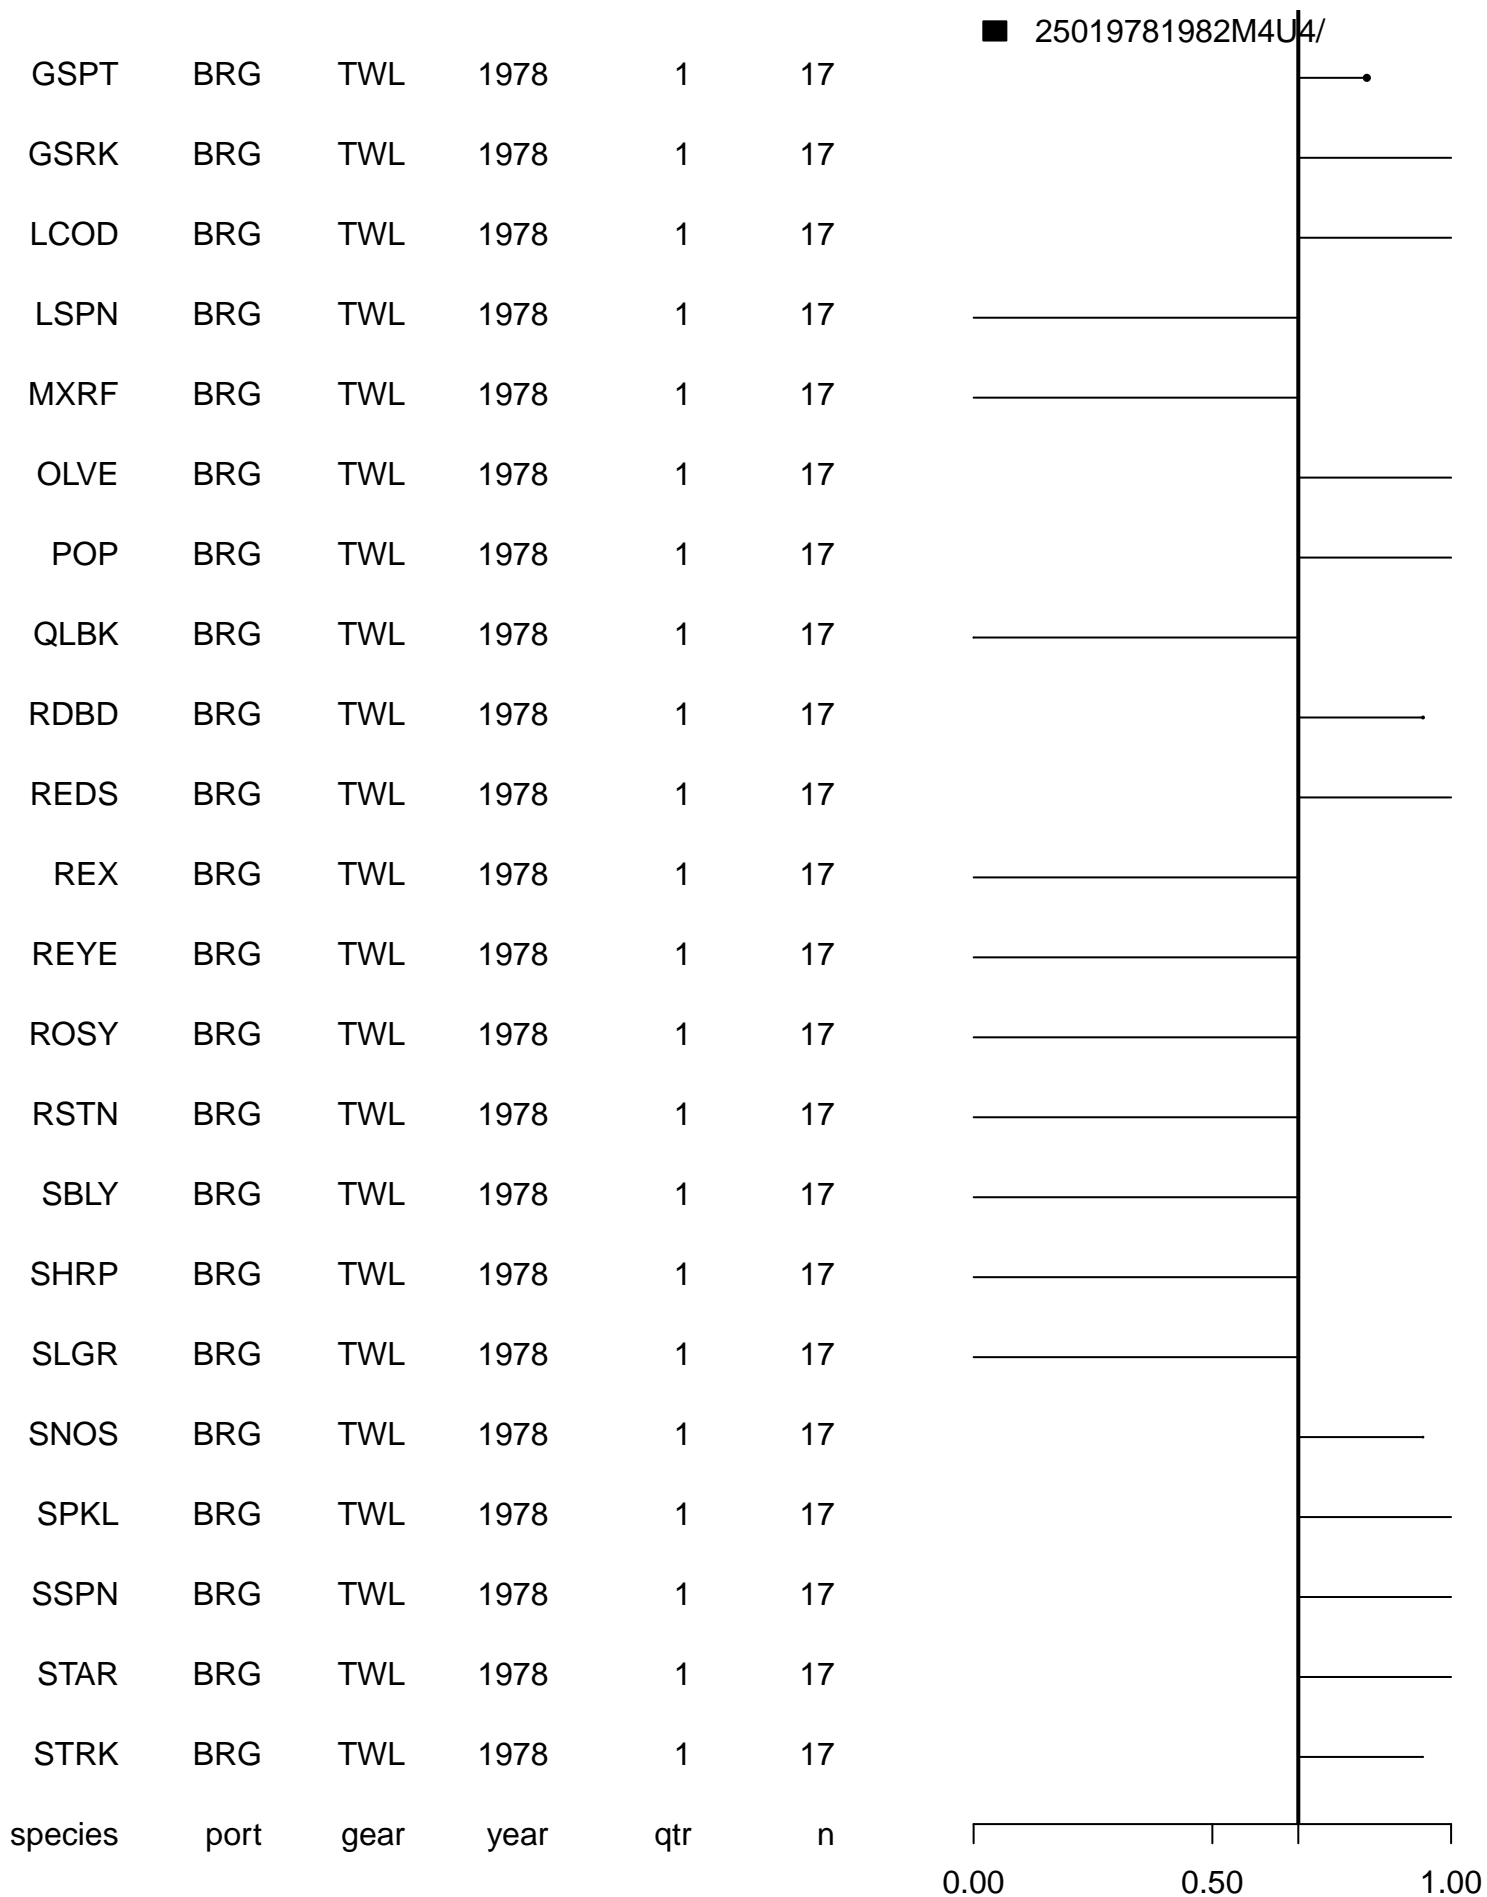 25019781982M4U4/
GSPT BRG TWL 1978 1 17
GSRK BRG TWL 1978 1 17
LCOD BRG TWL 1978 1 17
LSPN BRG TWL 1978 1 17
MXRF BRG TWL 1978 1 17
OLVE BRG TWL 1978 1 17
POP BRG TWL 1978 1 17
QLBK BRG TWL 1978 1 17
RDBD BRG TWL 1978 1 17
REDS BRG TWL 1978 1 17
REX BRG TWL 1978 1 17
REYE BRG TWL 1978 1 17
ROSY BRG TWL 1978 1 17
RSTN BRG TWL 1978 1 17
SBLY BRG TWL 1978 1 17
SHRP BRG TWL 1978 1 17
SLGR BRG TWL 1978 1 17
SNOS BRG TWL 1978 1 17
SPKL BRG TWL 1978 1 17
SSPN BRG TWL 1978 1 17
STAR BRG TWL 1978 1 17
STRK BRG TWL 1978 1 17
species port gear year qtr n
0.00 0.50 1.00